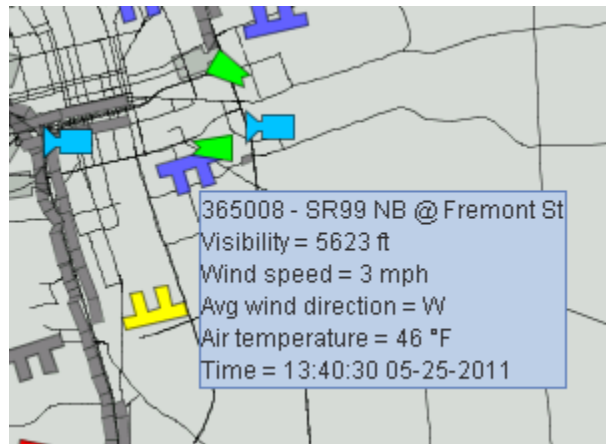 365008 - SR99 NB @ Fremont St
Visibility = 5623 ft
Wind speed = 3 mph
Avg wind direction = W
Air temperature = 46 °F
Time = 13:40:30 05-25-2011